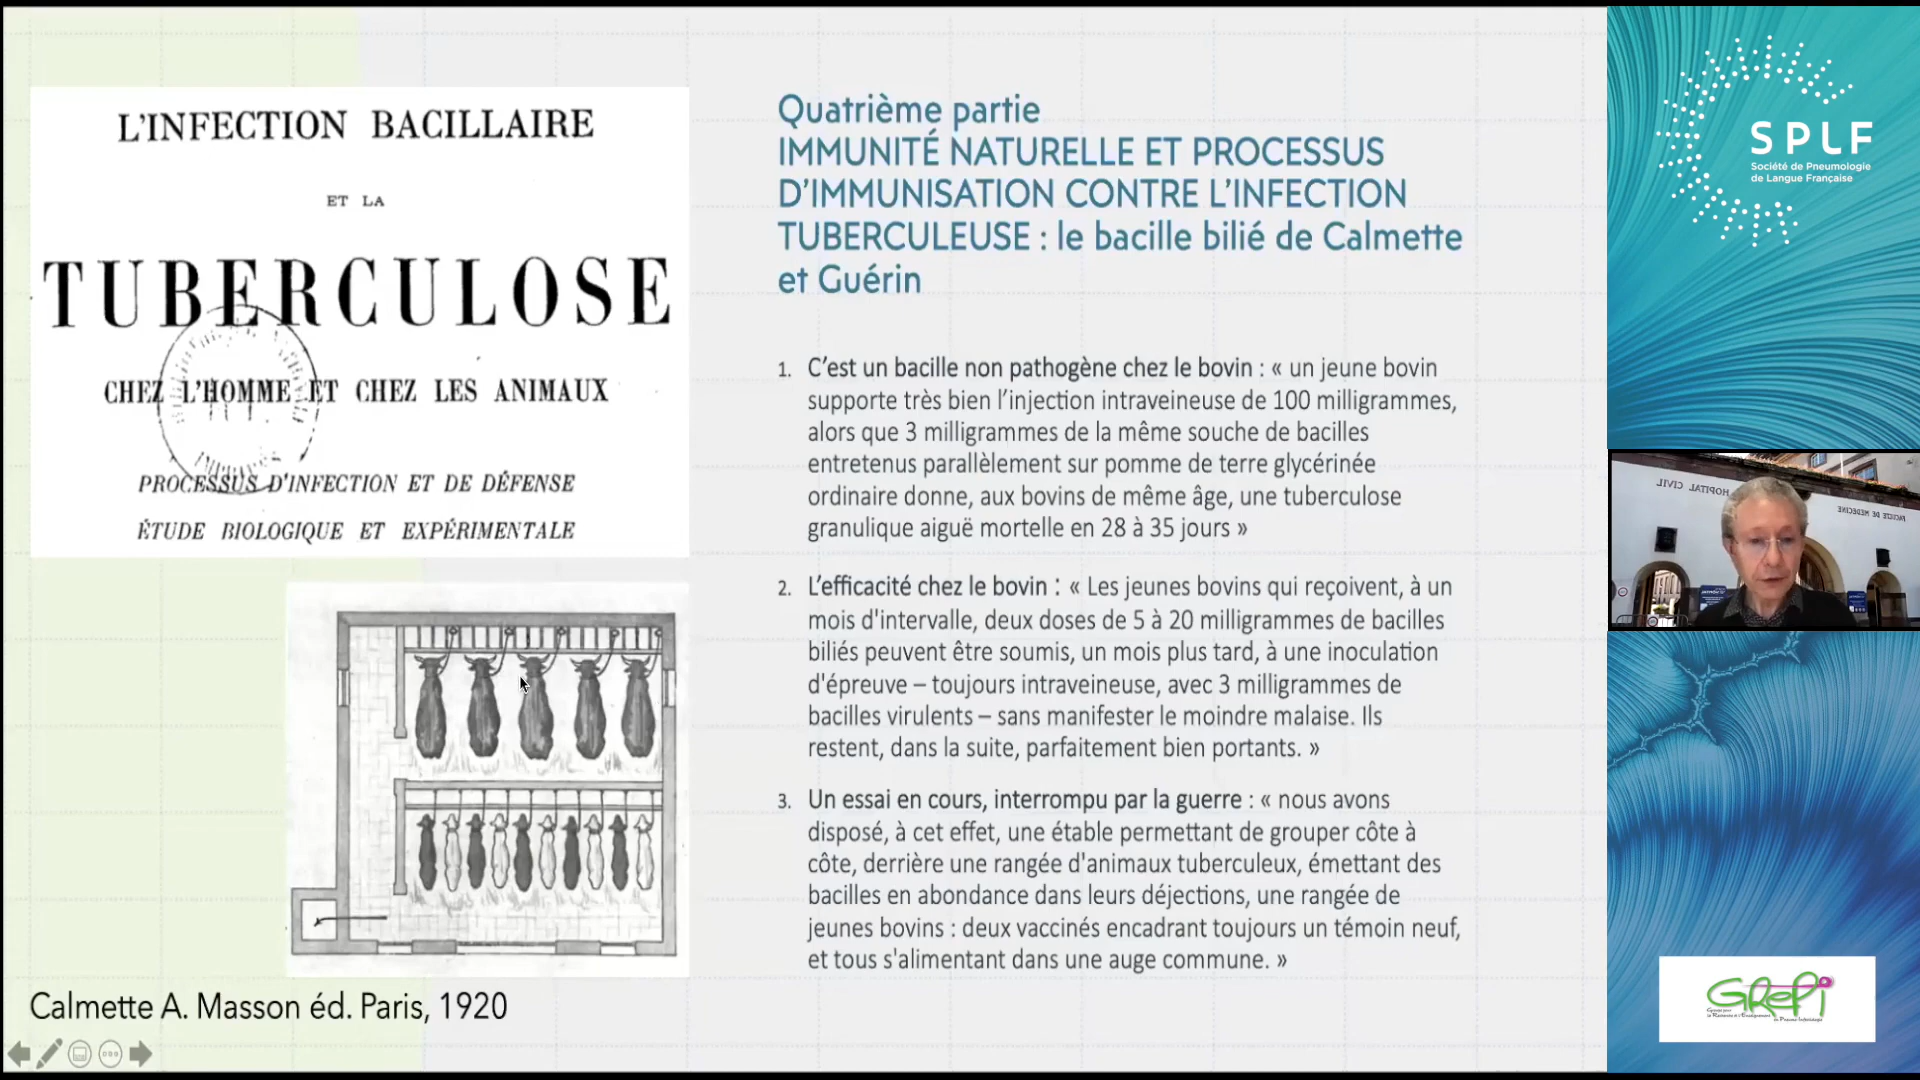 L'INFECTION BACILLAIRE
ET LA
TUBERCULOSE
CHEZ L'HOMME ET CHEZ LES ANIMAUX
PROCESSUS D'INFECTION ET DE DÉFENSE
ÉTUDE BIOLOGIQUE ET EXPÉRIMENTALE
Calmette A. Masson éd. Paris, 1920
Quatrième partie
IMMUNITÉ NATURELLE ET PROCESSUS
D’IMMUNISATION CONTRE L’INFECTION
TUBERCULEUSE : le bacille bilié de Calmette
et Guérin
1. C’est un bacille non pathogène chez le bovin : « un jeune bovin
supporte très bien l’injection intraveineuse de 100 milligrammes,
alors que 3 milligrammes de la même souche de bacilles
entretenus parallèlement sur pomme de terre glycérinée
ordinaire donne, aux bovins de même âge, une tuberculose
granulique aiguë mortelle en 28 à 35 jours »
2. L’efficacité chez le bovin : « Les jeunes bovins qui reçoivent, à un
mois d'intervalle, deux doses de 5 à 20 milligrammes de bacilles
biliés peuvent être soumis, un mois plus tard, à une inoculation
d'épreuve – toujours intraveineuse, avec 3 milligrammes de
bacilles virulents – sans manifester le moindre malaise. Ils
restent, dans la suite, parfaitement bien portants. »
3. Un essai en cours, interrompu par la guerre : « nous avons
disposé, à cet effet, une étable permettant de grouper côte à
côte, derrière une rangée d'animaux tuberculeux, émettant des
bacilles en abondance dans leurs déjections, une rangée de
jeunes bovins : deux vaccinés encadrant toujours un témoin neuf,
et tous s'alimentant dans une auge commune. »
SPLF
Société de Pneumologie
de Langue Française
HOPITAL CIVIL
FACULTE DE MEDECINE
GREPI